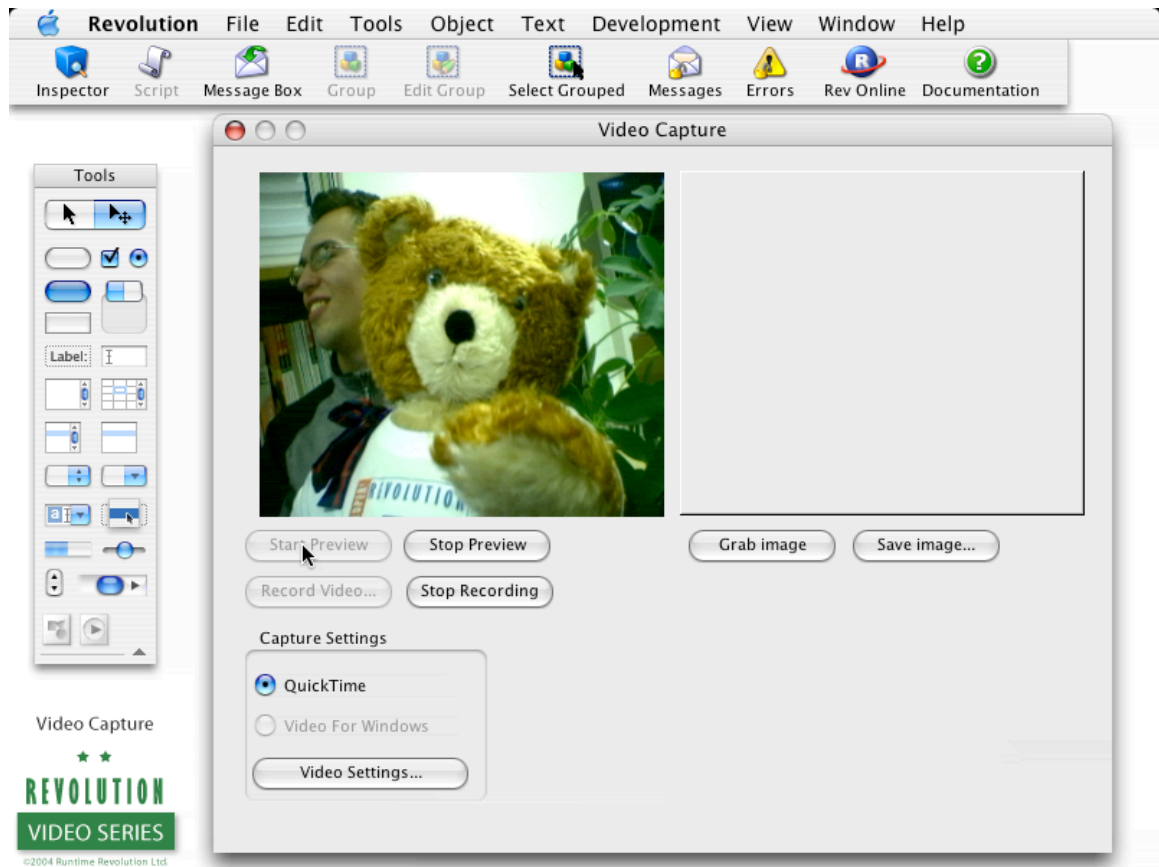 Revolution File Edit Tools Object Text Development View Window Help
Inspector Script Message Box Group Edit Group Select Grouped Messages Errors Rev Online Documentation
Video Capture
Tools
Label:
a
REVOLUTION
Start Preview Stop Preview Grab image Save image...
Record Video... Stop Recording
Capture Settings
QuickTime
Video For Windows
Video Settings...
Video Capture
REVOLUTION
VIDEO SERIES
©2004 Runtime Revolution Ltd.